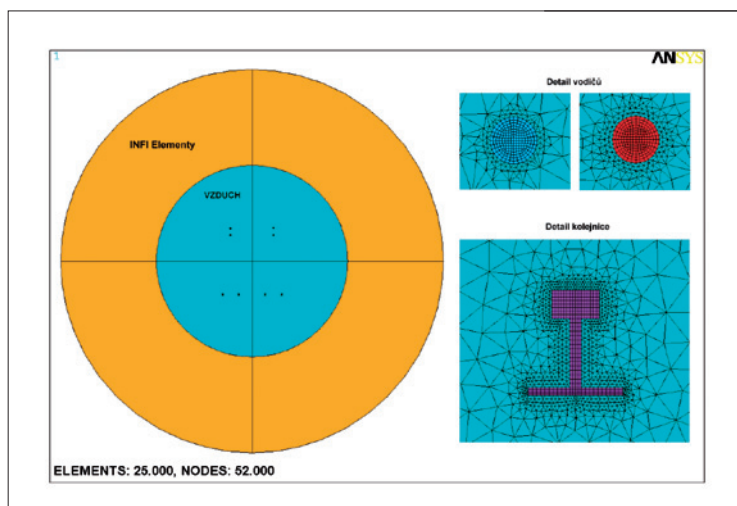 1
ANSYS
Detail vodičů
INFI Elementy
VZDUCH
Detail kolejnice
ELEMENTS: 25.000, NODES: 52.000